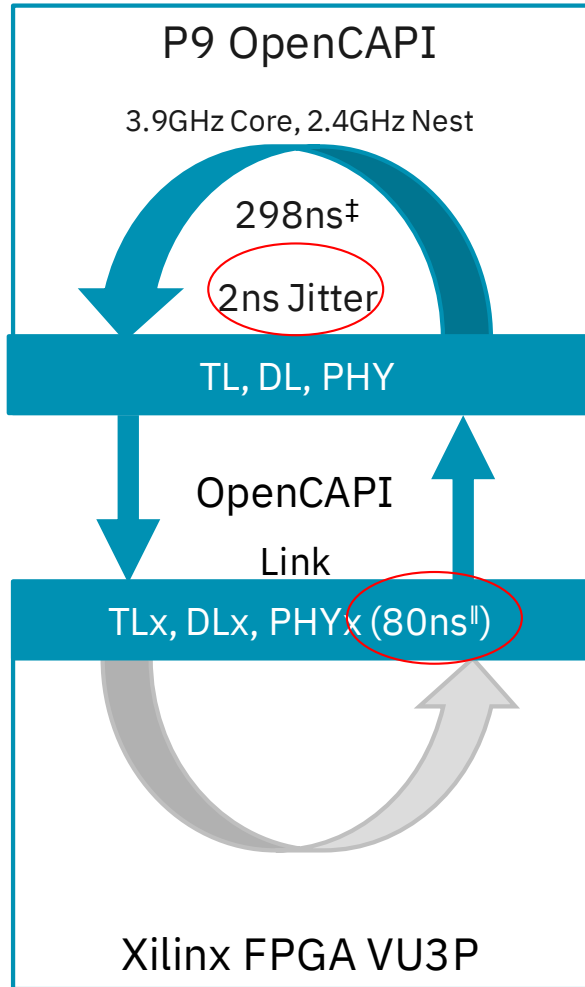 P9 OpenCAPI
3.9GHz Core, 2.4GHz Nest
298ns‡
2ns Jitter
TL, DL, PHY
OpenCAPI
Link
TLx, DLx, PHYx (80ns‖)
Xilinx FPGA VU3P